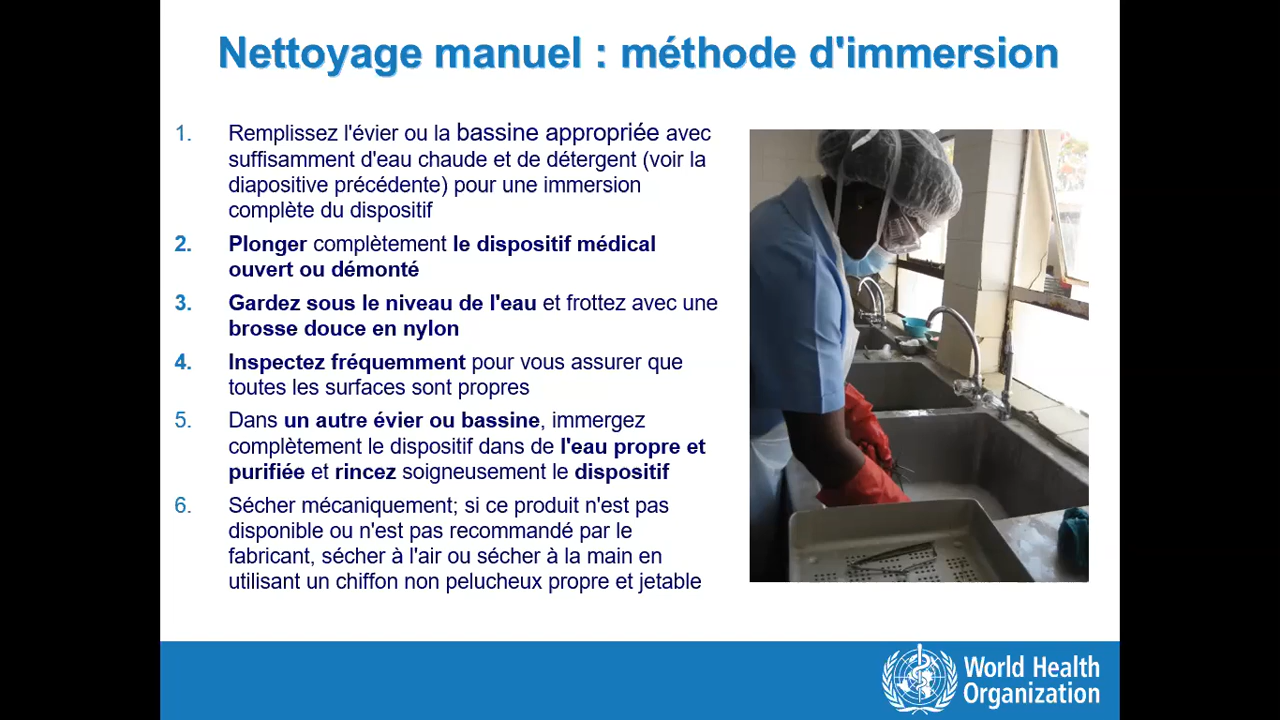 Nettoyage manuel : méthode d'immersion
1. Remplissez l'évier ou la bassine appropriée avec
suffisamment d'eau chaude et de détergent (voir la
diapositive précédente) pour une immersion
complète du dispositif
2. Plonger complètement le dispositif médical
ouvert ou démonté
3. Gardez sous le niveau de l'eau et frottez avec une
brosse douce en nylon
4. Inspectez fréquemment pour vous assurer que
toutes les surfaces sont propres
5. Dans un autre évier ou bassine, immergez
complètement le dispositif dans de l'eau propre et
purifiée et rincez soigneusement le dispositif
6. Sécher mécaniquement; si ce produit n'est pas
disponible ou n'est pas recommandé par le
fabricant, sécher à l'air ou sécher à la main en
utilisant un chiffon non pelucheux propre et jetable
World Health
Organization